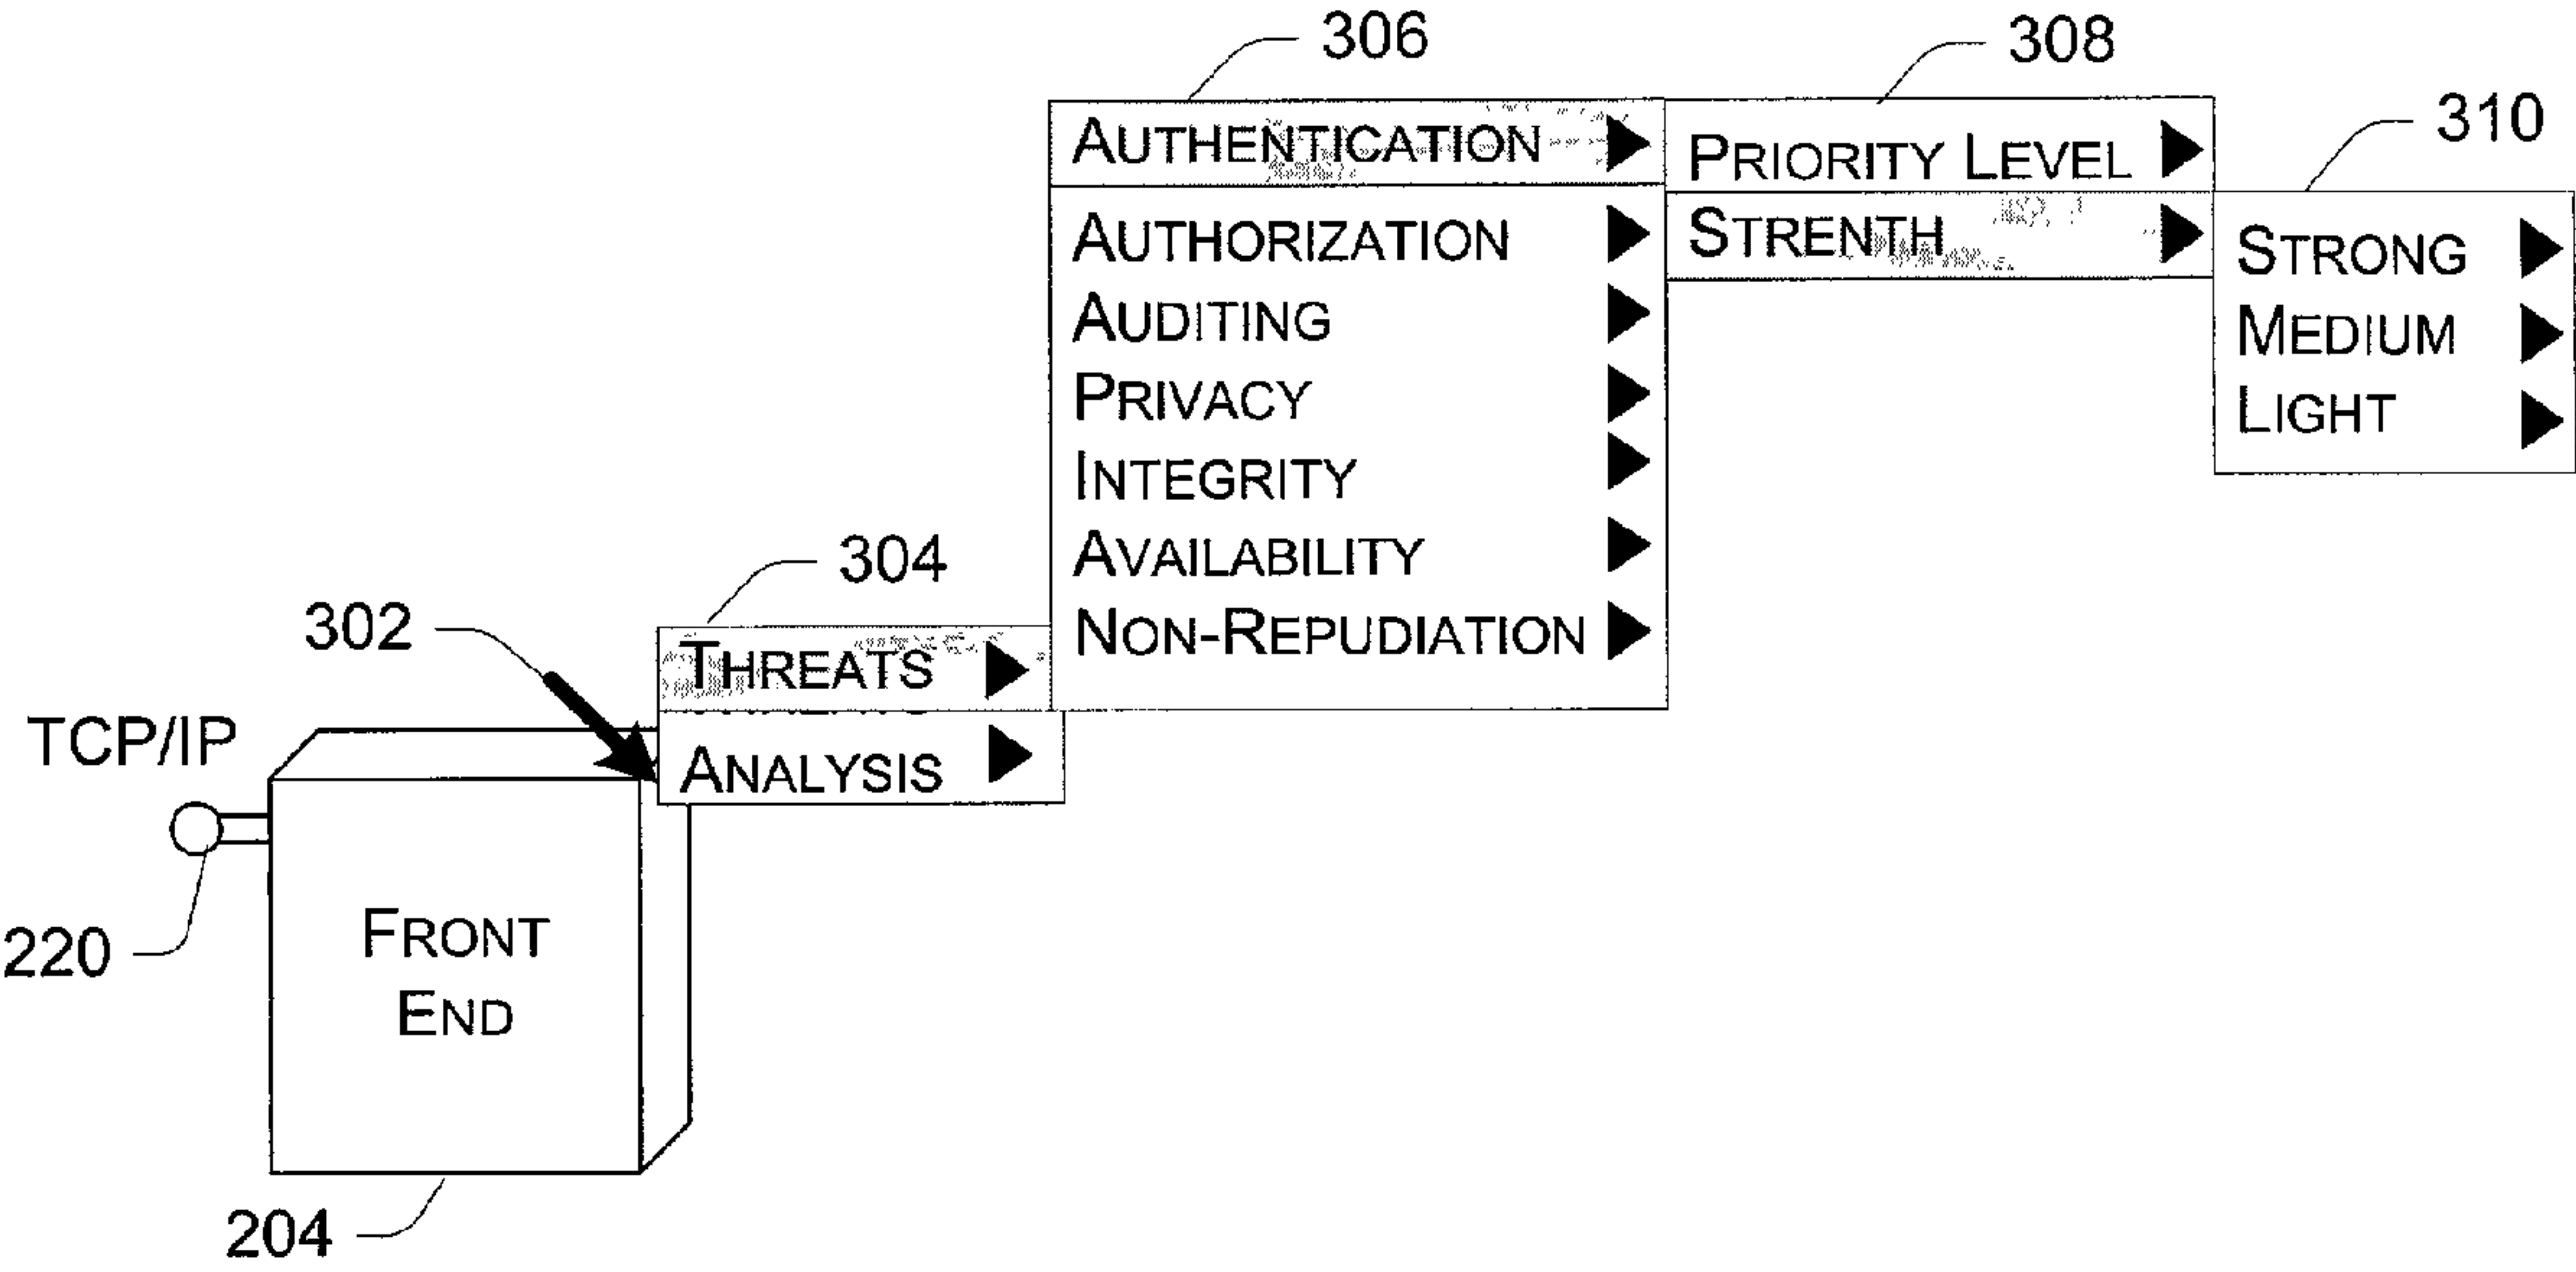 306
308
310
AUTHENTICATION
PRIORITY LEVEL
AUTHORIZATION
STRENTH
STRONG
AUDITING
MEDIUM
PRIVACY
LIGHT
INTEGRITY
AVAILABILITY
NON-REPUDIATION
304
302
THREATS
ANALYSIS
TCP/IP
220
FRONT
END
204